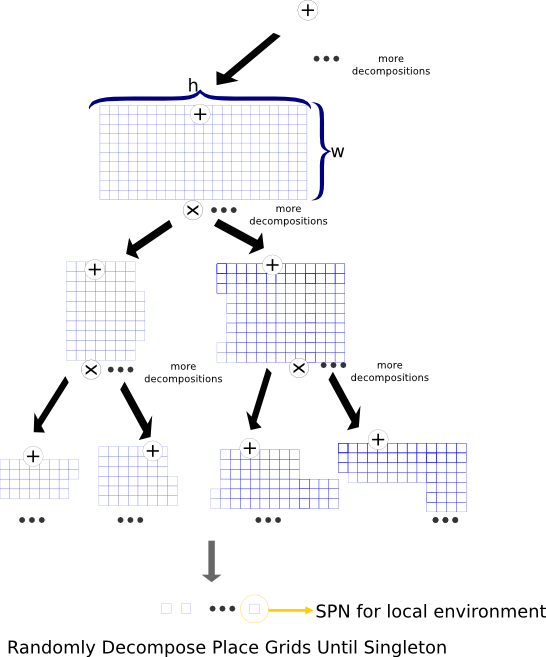 +
more
decompositions
h
+
w
×
more
decompositions
+
+
×
more
decompositions
×
more
decompositions
+
+
+
+
SPN for local environment
Randomly Decompose Place Grids Until Singleton